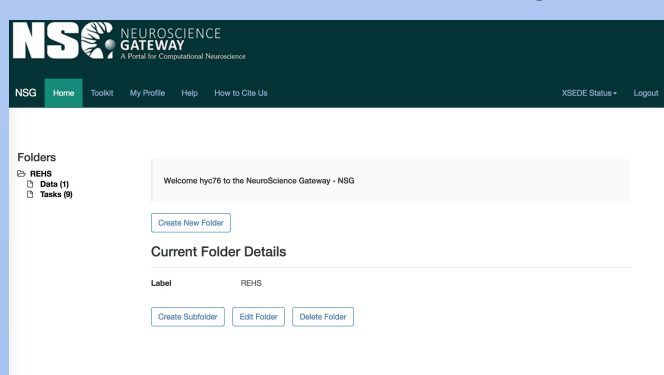 NSG NEUROSCIENCE
GATEWAY
A Portal for Computational Neuroscience
NSG Home Toolkit My Profile Help How to Cite Us XSEDE Status Logout
Folders
REHS
Data (1)
Tasks (9)
Welcome hyc76 to the NeuroScience Gateway - NSG
Create New Folder
Current Folder Details
Label REHS
Create Subfolder Edit Folder Delete Folder